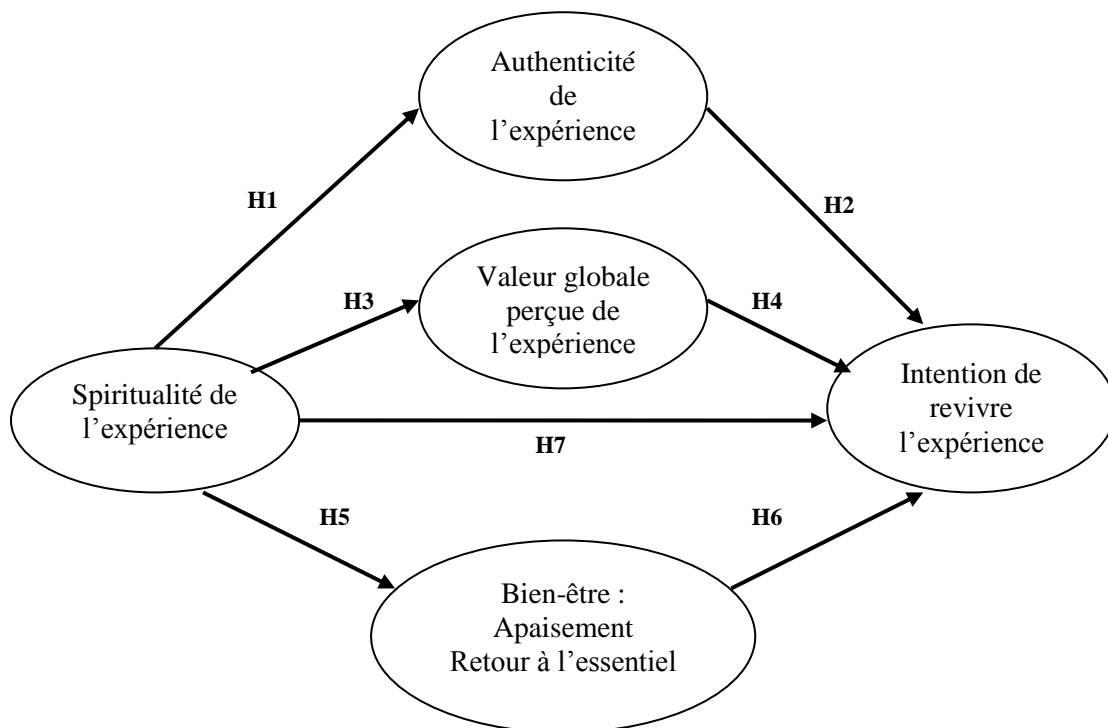 Authenticité
de
l’expérience
H1
H2
Valeur globale
perçue de
l’expérience
H3
H4
Spiritualité de
l’expérience
Intention de
revivre
l’expérience
H7
H5
H6
Bien-être :
Apaisement
Retour à l’essentiel